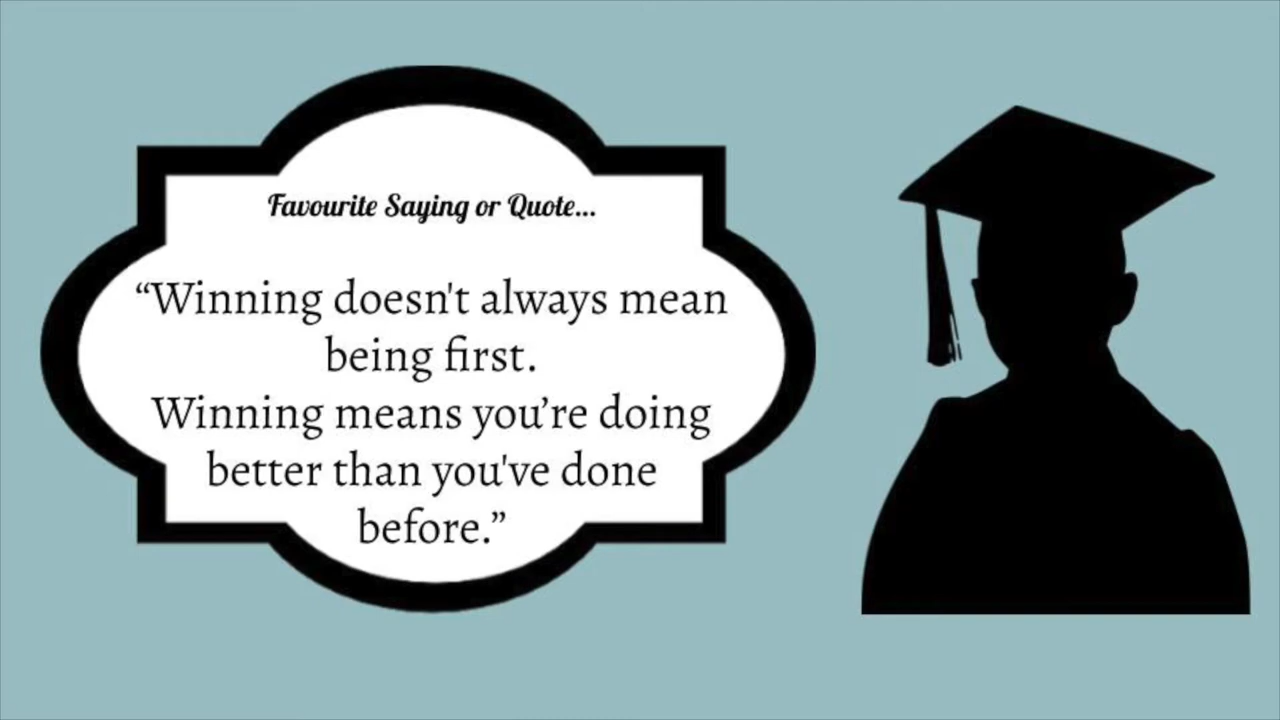 Favourite Saying or Quote...
“Winning doesn't always mean
being first.
Winning means you’re doing
better than you've done
before.”